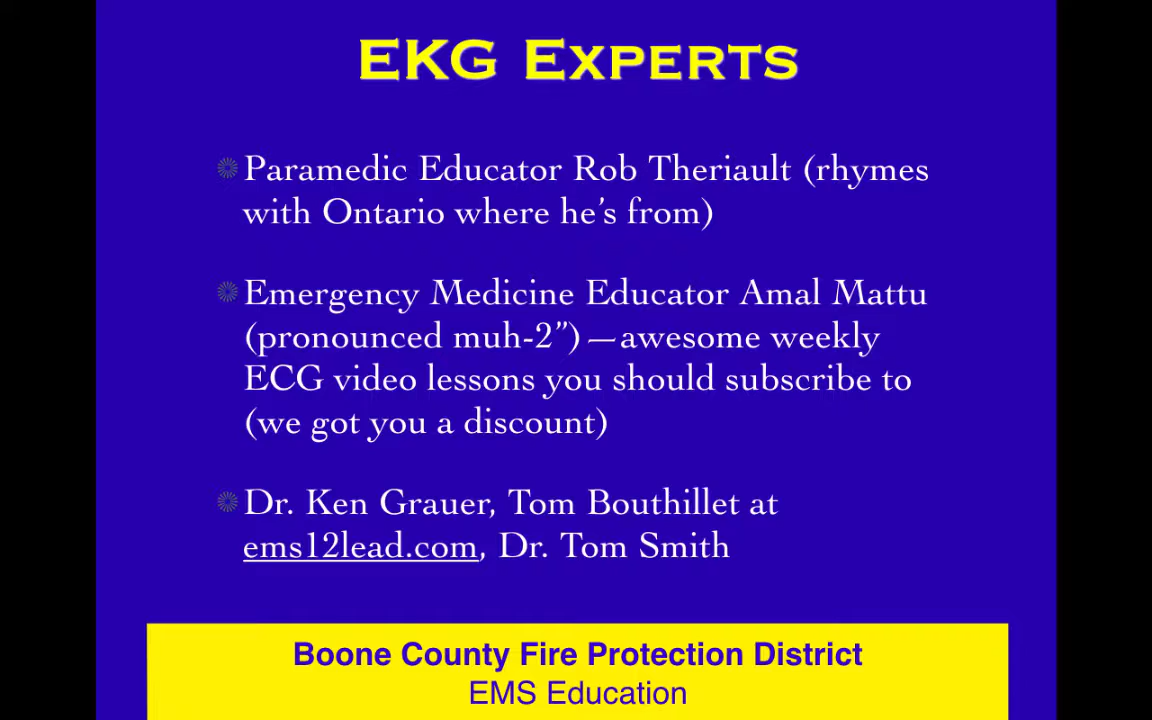 EKG Experts
Paramedic Educator Rob Theriault (rhymes
with Ontario where he’s from)
Emergency Medicine Educator Amal Mattu
(pronounced muh-2”)—awesome weekly
ECG video lessons you should subscribe to
(we got you a discount)
Dr. Ken Grauer, Tom Bouthillet at
ems12lead.com, Dr. Tom Smith
Boone County Fire Protection District
EMS Education